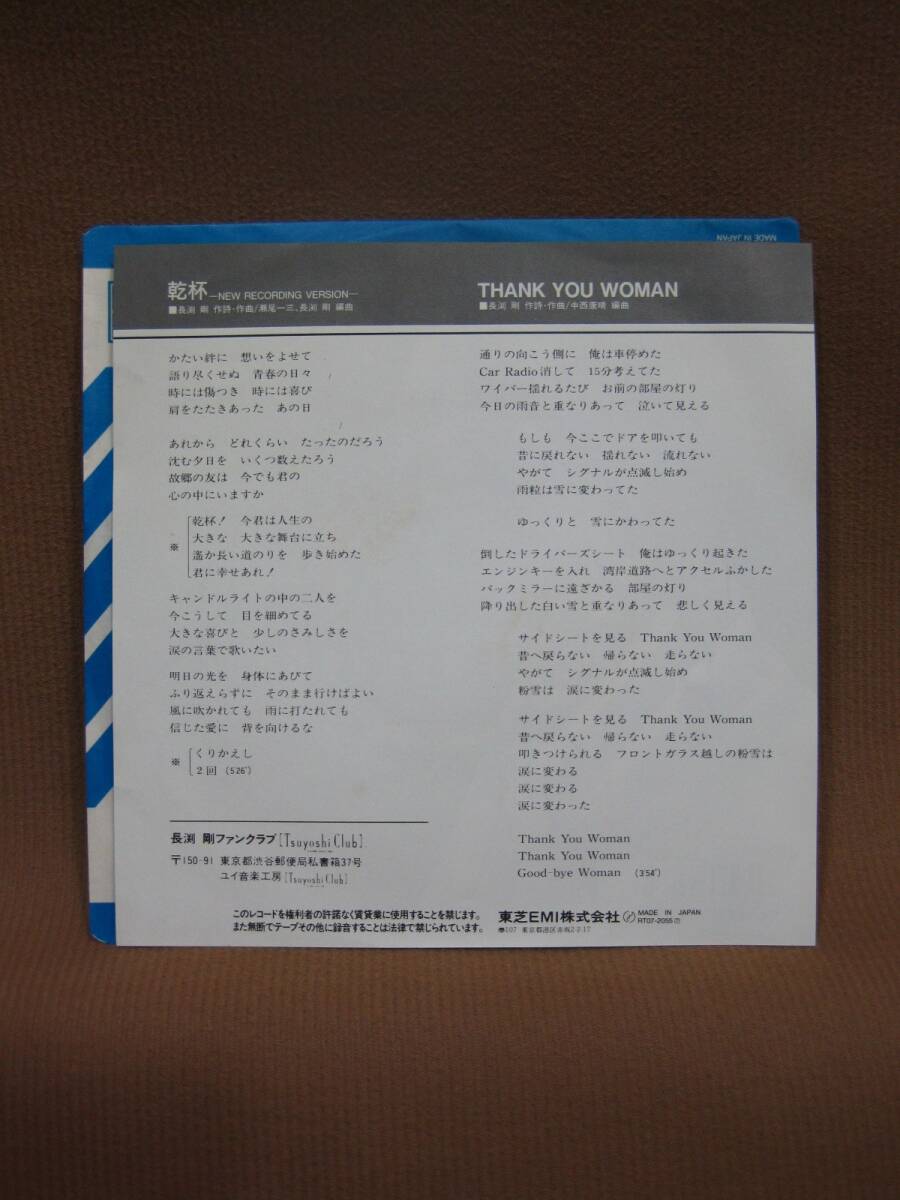 MADE IN JAPAN
乾杯 —NEW RECORDING VERSION—
■長渕 剛 作詩・作曲/瀬尾一三、長渕 剛 編曲
かたい絆に 想いをよせて
語り尽くせぬ 青春の日々
時には傷つき 時には喜び
肩をたたきあった あの日
あれから どれくらい たったのだろう
沈む夕日を いくつ数えたろう
故郷の友は 今でも君の
心の中にいますか
※
乾杯! 今君は人生の
大きな 大きな舞台に立ち
遥か長い道のりを 歩き始めた
君に幸せあれ!
キャンドルライトの中の二人を
今こうして 目を細めてる
大きな喜びと 少しのさみしさを
涙の言葉で歌いたい
明日の光を 身体にあびて
ふり返えらずに そのまま行けばよい
風に吹かれても 雨に打たれても
信じた愛に 背を向けるな
※
くりかえし
2回 (5'26")
長渕 剛ファンクラブ[Tsuyoshi Club]
〒150-91 東京都渋谷郵便局私書箱37号
ユイ音楽工房[Tsuyoshi Club]
THANK YOU WOMAN
■長渕 剛 作詩・作曲/中西康晴 編曲
通りの向こう側に 俺は車停めた
Car Radio消して 15分考えてた
ワイパー揺れるたび お前の部屋の灯り
今日の雨音と重なりあって 泣いて見える
もしも 今ここでドアを叩いても
昔に戻れない 揺れない 流れない
やがて シグナルが点滅し始め
雨粒は雪に変わってた
ゆっくりと 雪にかわってた
倒したドライバーズシート 俺はゆっくり起きた
エンジンキーを入れ 湾岸道路へとアクセルふかした
バックミラーに遠ざかる 部屋の灯り
降り出した白い雪と重なりあって 悲しく見える
サイドシートを見る Thank You Woman
昔へ戻らない 帰らない 走らない
やがて シグナルが点滅し始め
粉雪は 涙に変わった
サイドシートを見る Thank You Woman
昔へ戻らない 帰らない 走らない
叩きつけられる フロントガラス越しの粉雪は
涙に変わる
涙に変わる
涙に変わった
Thank You Woman
Thank You Woman
Good-bye Woman (3'54")
このレコードを権利者の許諾なく賃貸業に使用することを禁じます。
また無断でテープその他に録音することは法律で禁じられています。
東芝EMI株式会社 Ⓟ MADE IN JAPAN
RT07-2055⑦
〠107 東京都港区赤坂2-2-17